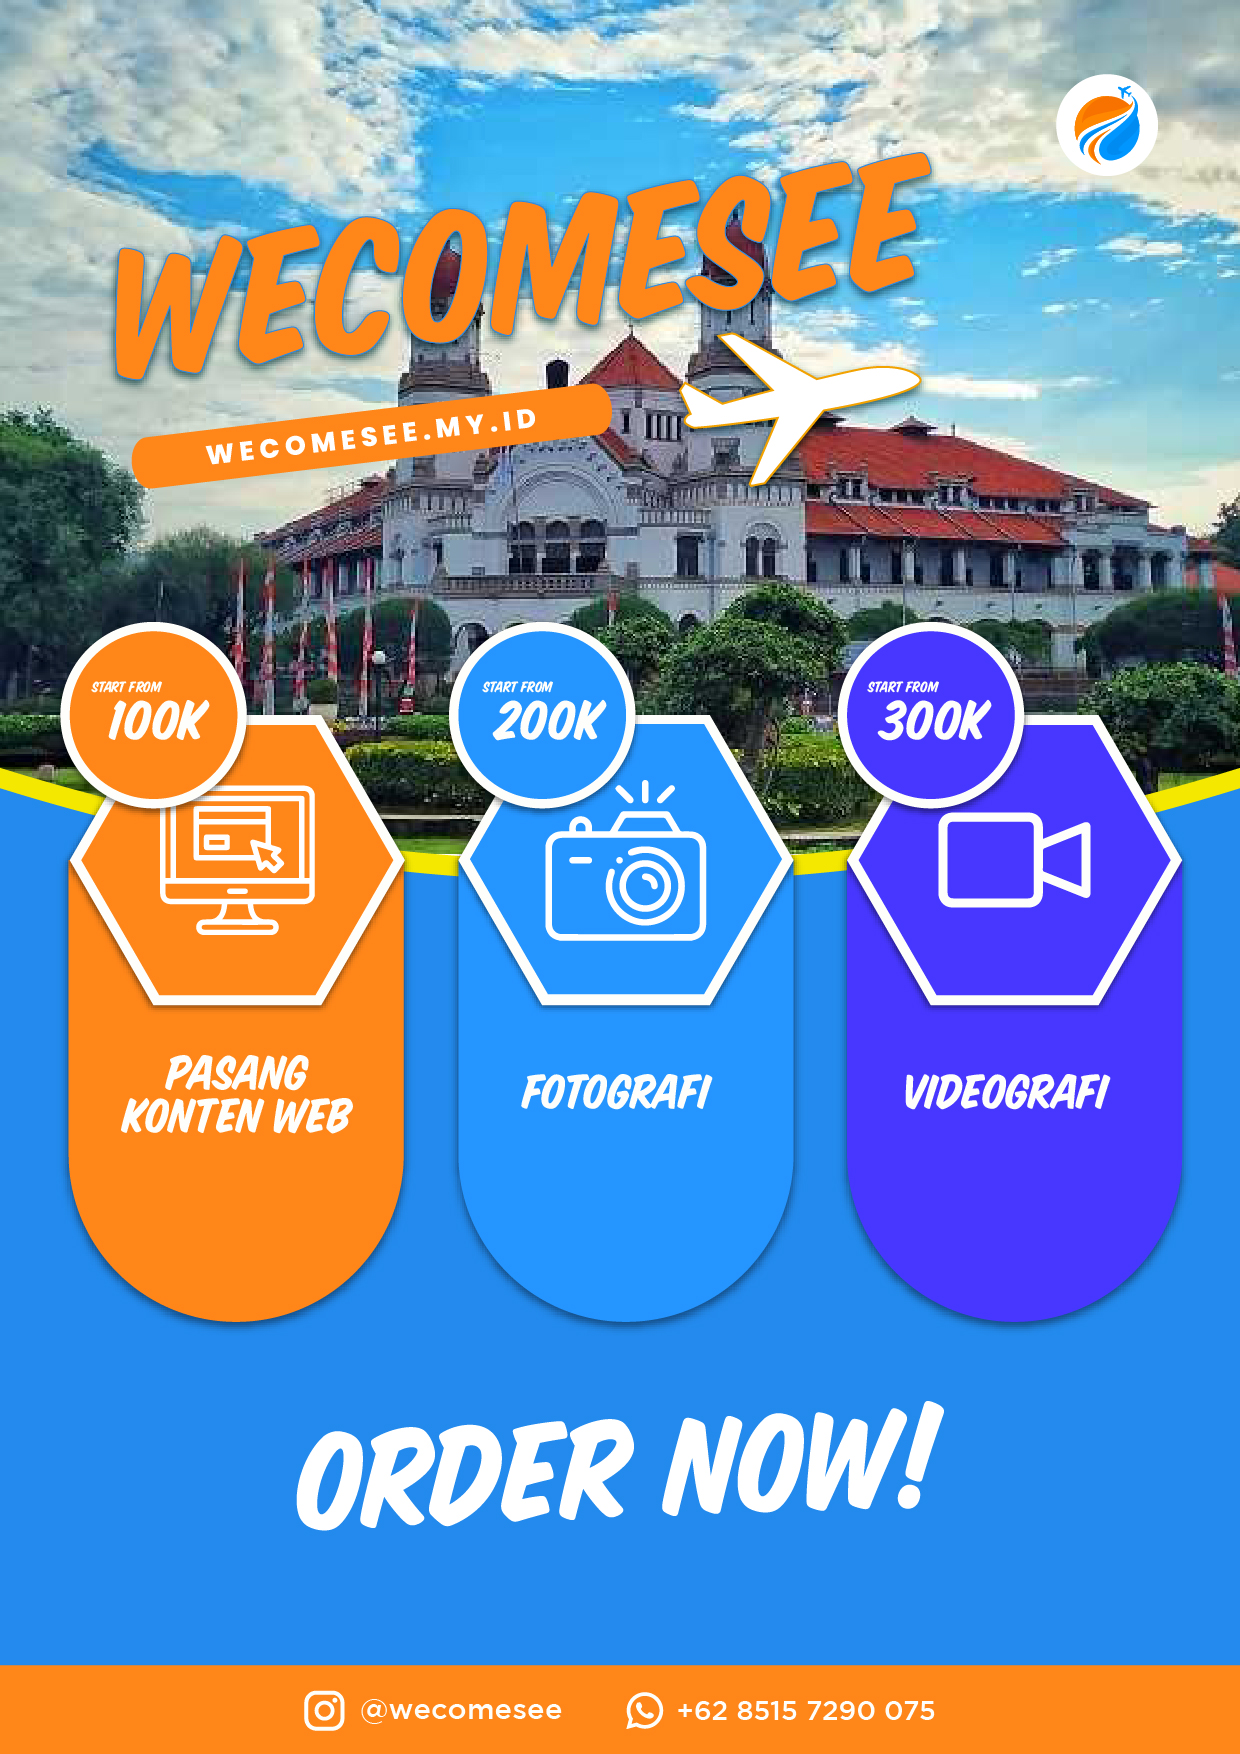 WECOMESEE
WECOMESEE.MY.ID
START FROM
100K
START FROM
200K
START FROM
300K
PASANG
KONTEN WEB
FOTOGRAFI
VIDEOGRAFI
ORDER NOW!
@wecomesee
+62 8515 7290 075